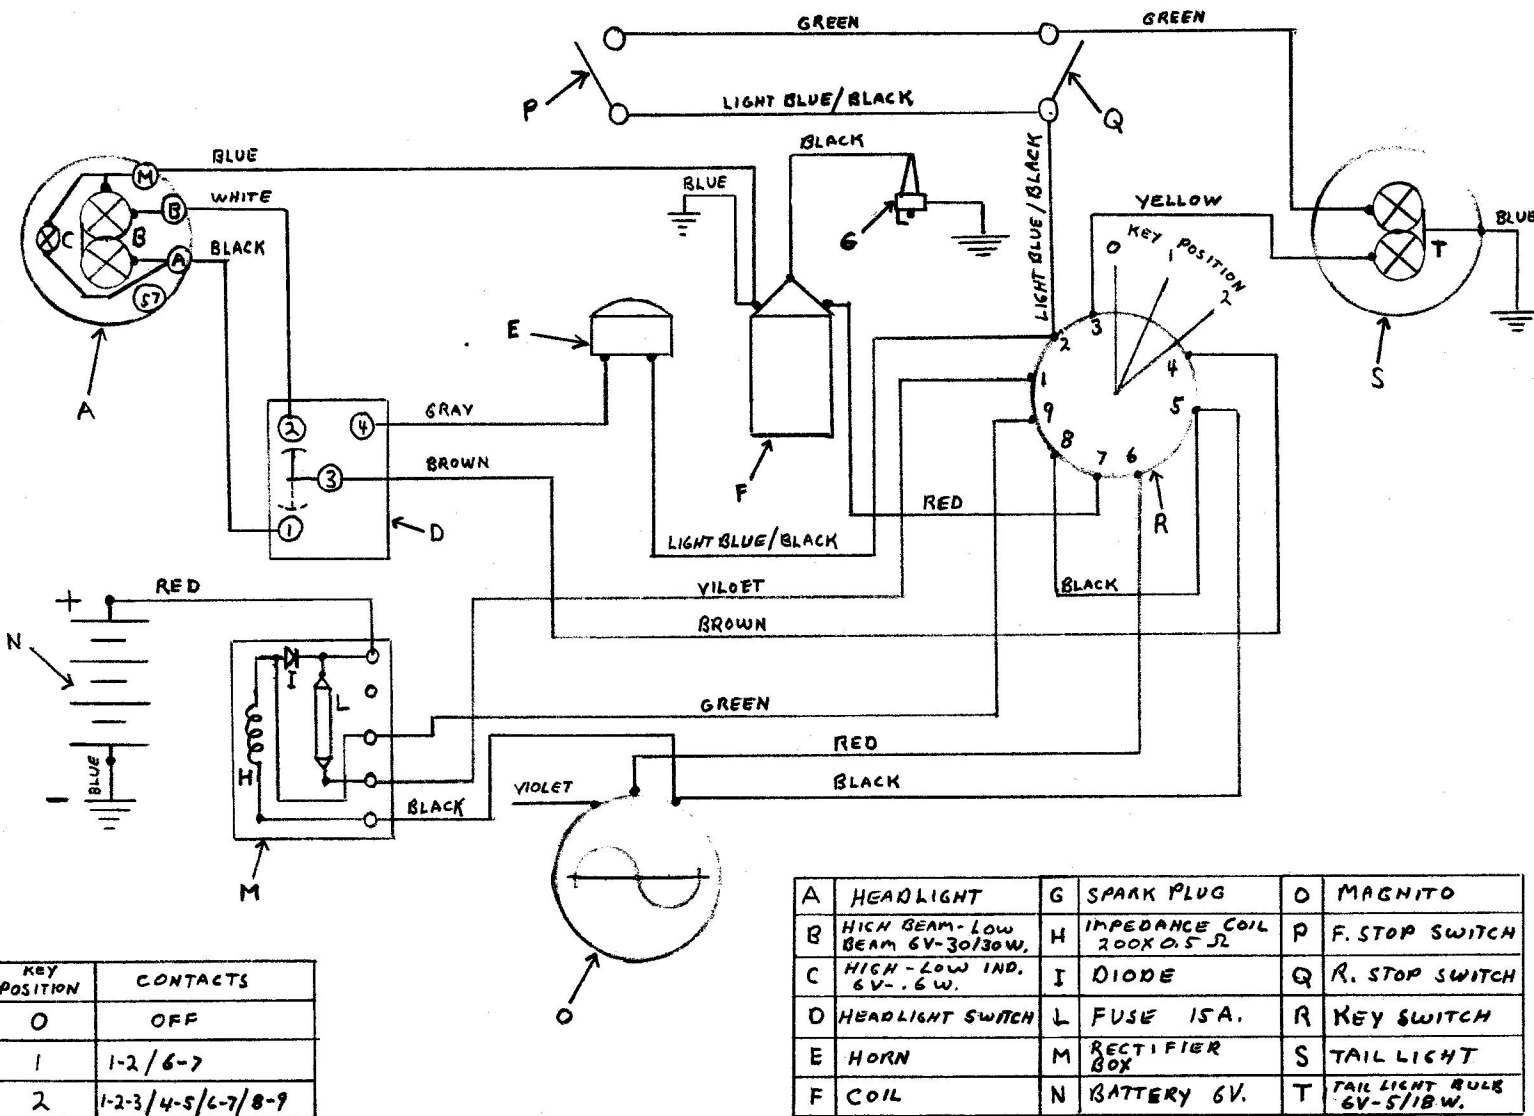 GREEN
GREEN
P
LIGHT BLUE/BLACK
Q
BLACK
BLUE
M
BLUE
WHITE
B
LIGHT BLUE/BLACK
YELLOW
G
C
B
BLACK
A
57
BLUE
T
KEY POSITION
0
1
2
E
A
S
3
2
4
1
5
9
8
7
6
GRAY
2
4
BROWN
3
F
RED
R
1
D
LIGHT BLUE/BLACK
+
RED
VILOET
BLACK
BROWN
N
I
L
GREEN
RED
H
BLUE
VIOLET
BLACK
-
BLACK
M
O
KEY POSITION
CONTACTS
0
OFF
1
1-2/6-7
2
1-2-3/4-5/6-7/8-9
A
HEADLIGHT
G
SPARK PLUG
O
MAGNITO
B
HIGH BEAM-LOW
BEAM 6V-30/30W.
H
IMPEDANCE COIL
200X0.5 Ω
P
F. STOP SWITCH
C
HIGH-LOW IND.
6V-.6W.
I
DIODE
Q
R. STOP SWITCH
D
HEADLIGHT SWITCH
L
FUSE 15A.
R
KEY SWITCH
E
HORN
M
RECTIFIER
BOX
S
TAIL LIGHT
F
COIL
N
BATTERY 6V.
T
TAIL LIGHT BULB
6V-5/18W.